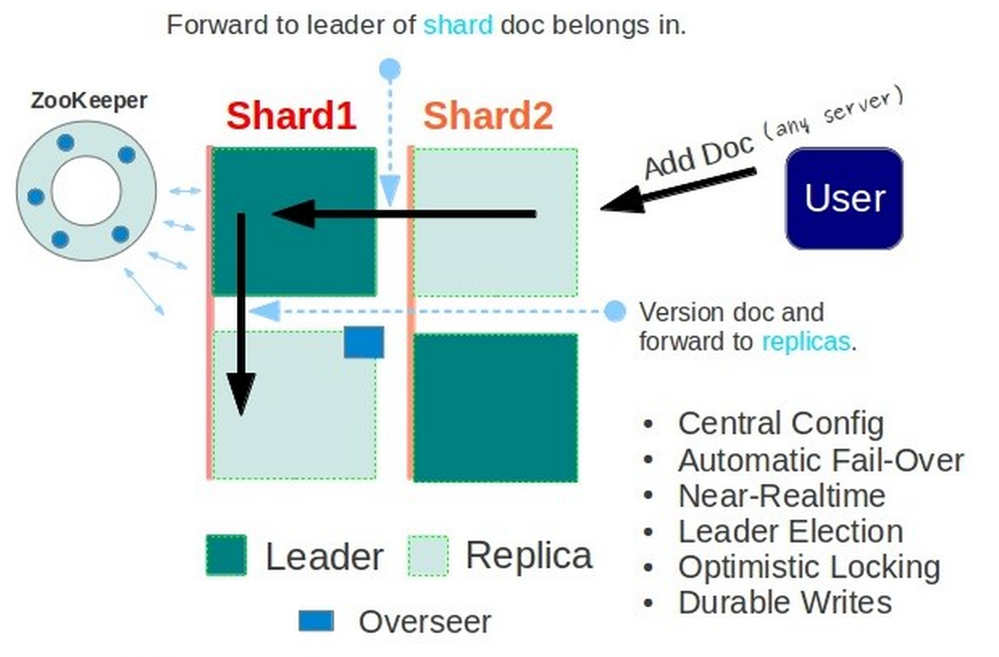 Forward to leader of shard doc belongs in.
ZooKeeper
Shard1
Shard2
Add Doc (any server)
User
Version doc and
forward to replicas.
• Central Config
• Automatic Fail-Over
• Near-Realtime
• Leader Election
• Optimistic Locking
• Durable Writes
Leader
Replica
Overseer